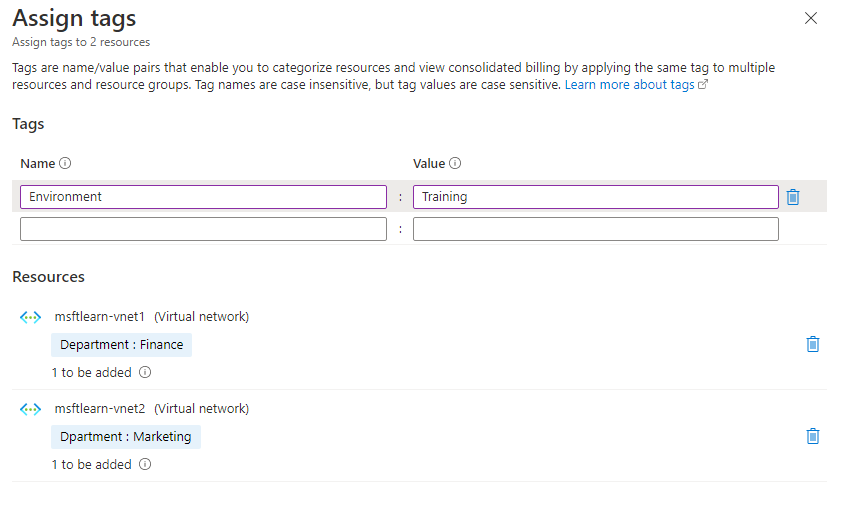 Assign tags
Assign tags to 2 resources
Tags are name/value pairs that enable you to categorize resources and view consolidated billing by applying the same tag to multiple
resources and resource groups. Tag names are case insensitive, but tag values are case sensitive. Learn more about tags
Tags
Name Value
Environment : Training
:
Resources
msftlearn-vnet1 (Virtual network)
Department : Finance
1 to be added
msftlearn-vnet2 (Virtual network)
Dpartment : Marketing
1 to be added